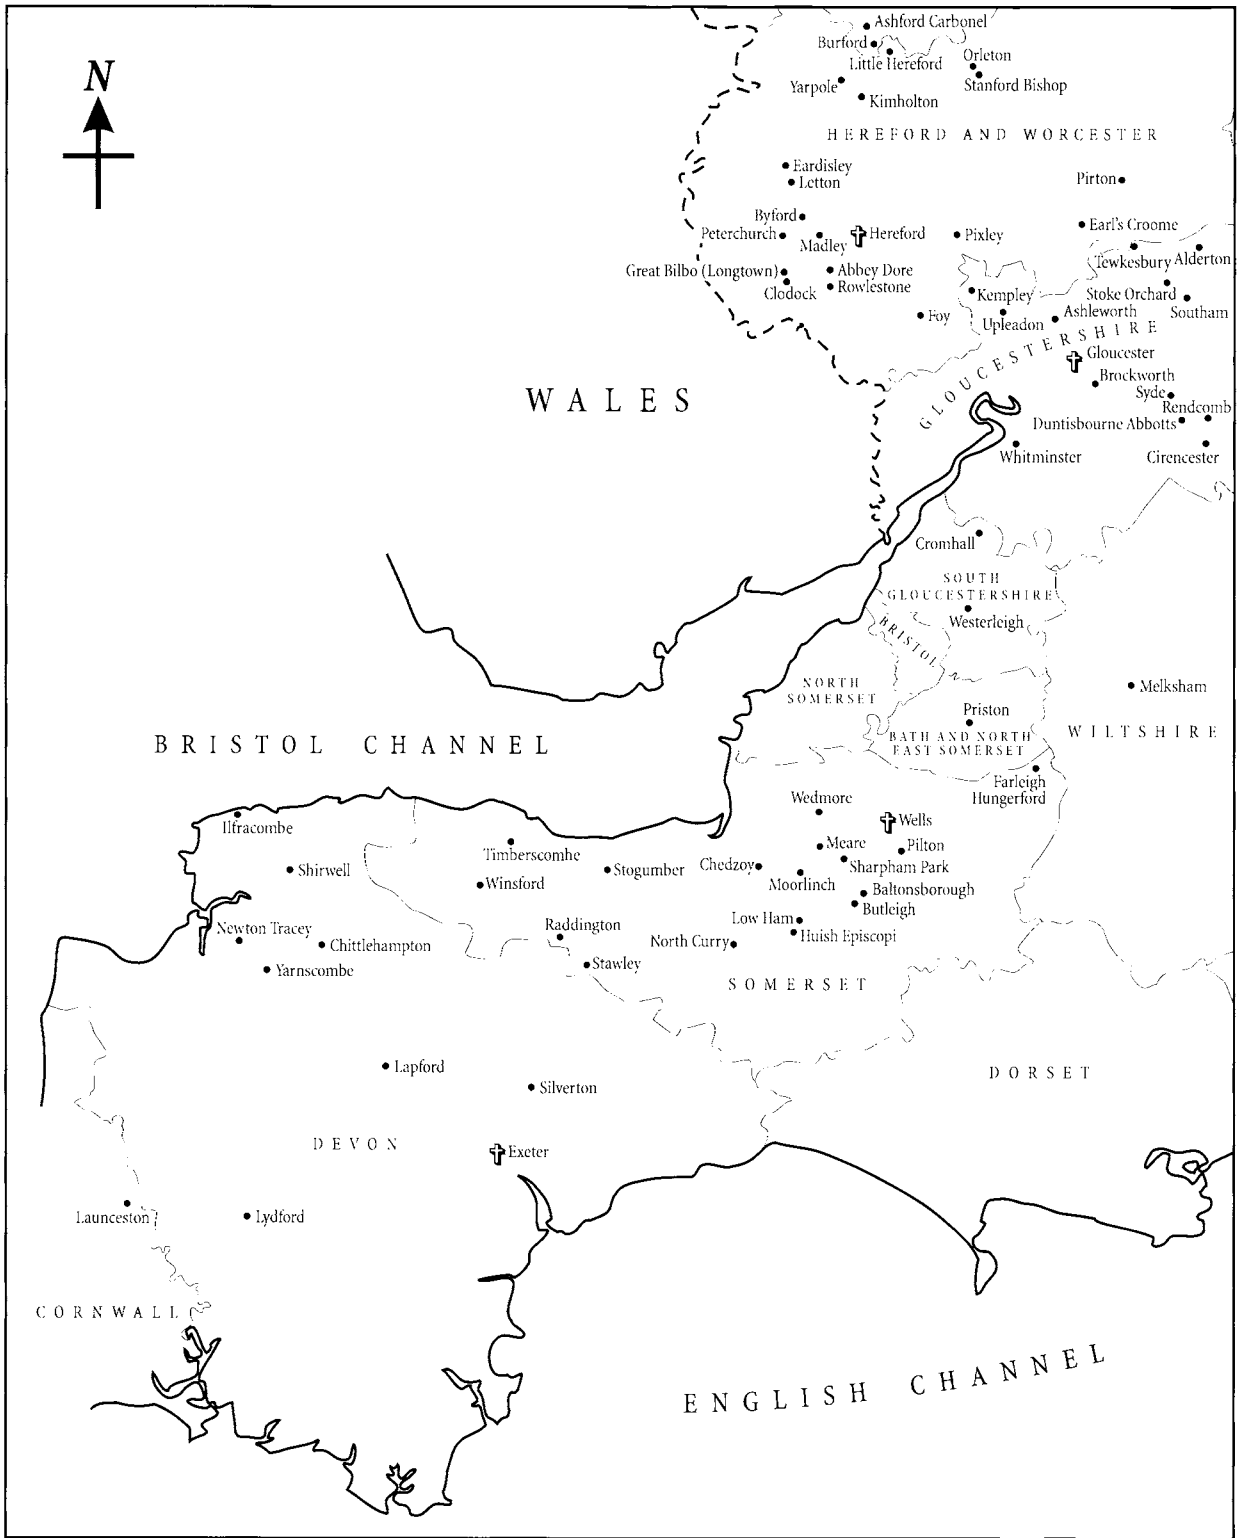 N
Ashford Carbonel
Burford
Little Hereford
Orleton
Stanford Bishop
Yarpole
Kimholton
HEREFORD AND WORCESTER
Eardisley
Letton
Pirton
Byford
Peterchurch
Madley
Hereford
Pixley
Earl's Croome
Tewkesbury
Alderton
Great Bilbo (Longtown)
Abbey Dore
Clodock
Rowlestone
Kempley
Stoke Orchard
Southam
Foy
Upleadon
Ashleworth
GLOUCESTERSHIRE
Gloucester
Brockworth
Syde
Rendcomb
WALES
Duntisbourne Abbotts
Whitminster
Cirencester
Cromhall
SOUTH
GLOUCESTERSHIRE
Westerleigh
BRISTOL
NORTH
SOMERSET
Melksham
Priston
WILTSHIRE
BATH AND NORTH
EAST SOMERSET
BRISTOL CHANNEL
Farleigh
Hungerford
Wedmore
Wells
Ilfracombe
Timberscombe
Meare
Pilton
Shirwell
Stogumber
Chedzoy
Sharpham Park
Winsford
Moorlinch
Baltonsborough
Butleigh
Newton Tracey
Raddington
Low Ham
Huish Episcopi
Chittlehampton
North Curry
Yarnscombe
Stawley
SOMERSET
Lapford
Silverton
DORSET
DEVON
Exeter
Launceston
Lydford
CORNWALL
ENGLISH CHANNEL